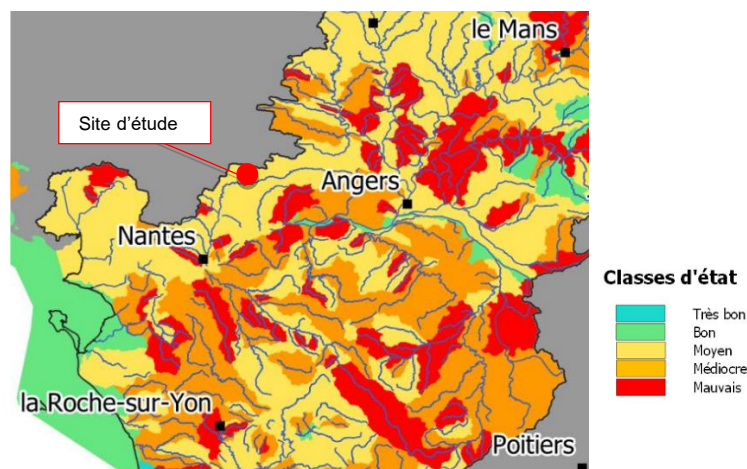 le Mans
Site d'étude
Angers
Nantes
la Roche-sur-Yon
Poitiers
Classes d'état
Très bon
Bon
Moyen
Médiocre
Mauvais